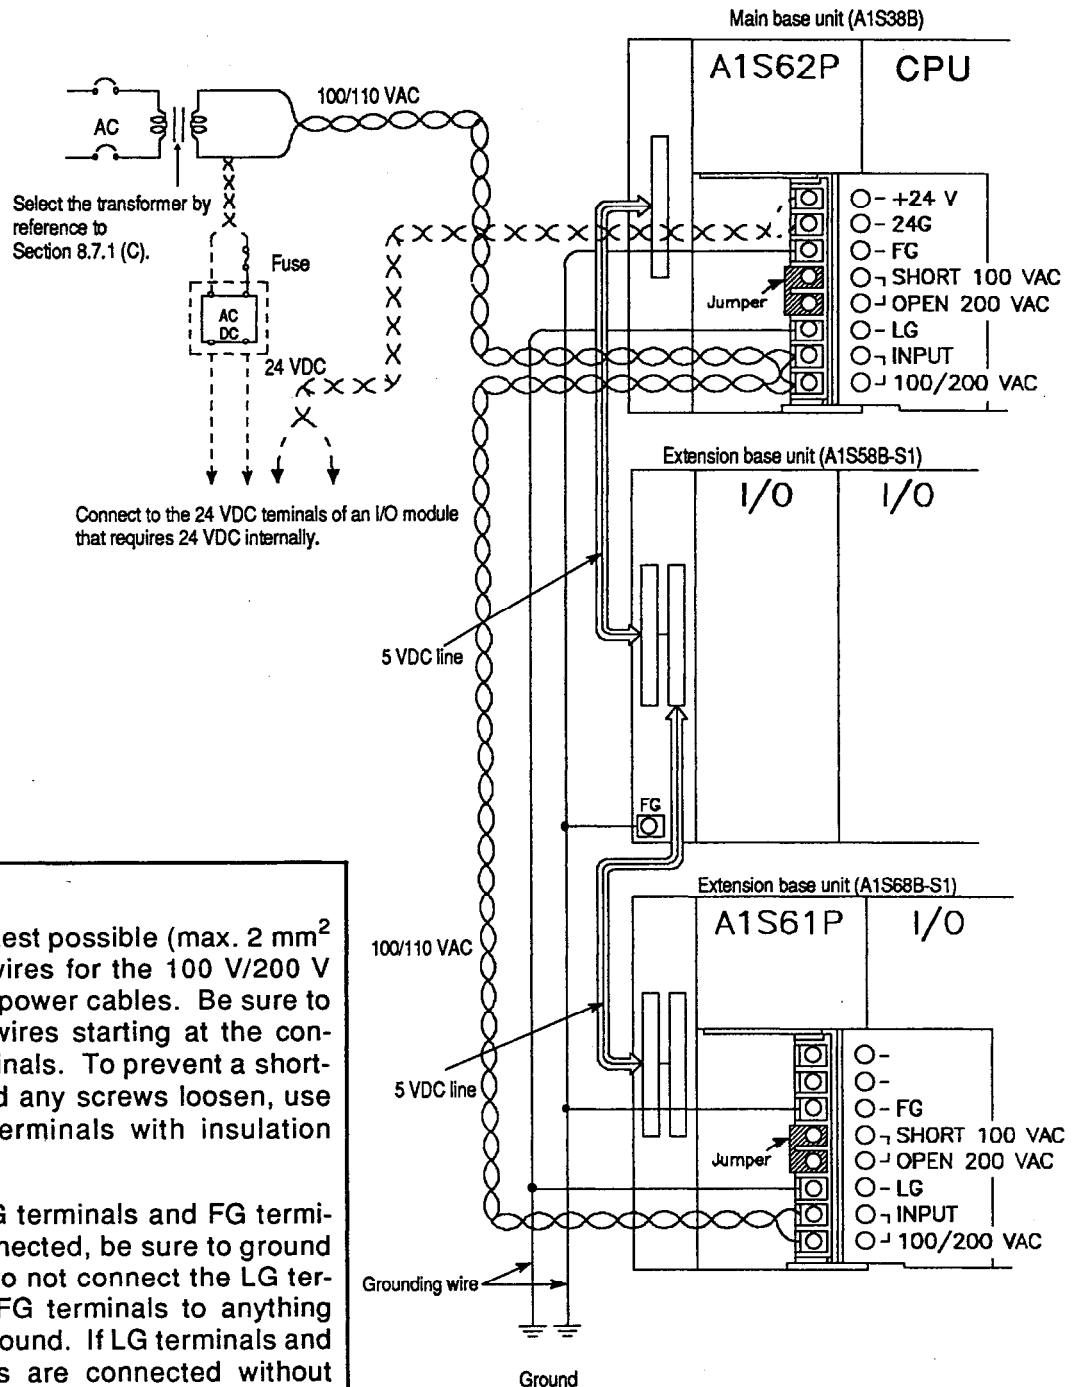 Main base unit (A1S38B)
A1S62P
CPU
100/110 VAC
AC
Select the transformer by
reference to
Section 8.7.1 (C).
Fuse
AC
DC
24 VDC
Connect to the 24 VDC teminals of an I/O module
that requires 24 VDC internally.
Jumper
+24 V
24G
FG
SHORT 100 VAC
OPEN 200 VAC
LG
INPUT
100/200 VAC
Extension base unit (A1S58B-S1)
I/O
I/O
5 VDC line
FG
Extension base unit (A1S68B-S1)
A1S61P
I/O
100/110 VAC
5 VDC line
Jumper
FG
SHORT 100 VAC
OPEN 200 VAC
LG
INPUT
100/200 VAC
Grounding wire
Ground
est possible (max. 2 mm²
wires for the 100 V/200 V
power cables. Be sure to
wires starting at the con-
inals. To prevent a short-
d any screws loosen, use
erminals with insulation
G terminals and FG termi-
nected, be sure to ground
o not connect the LG ter-
FG terminals to anything
ound. If LG terminals and
s are connected without